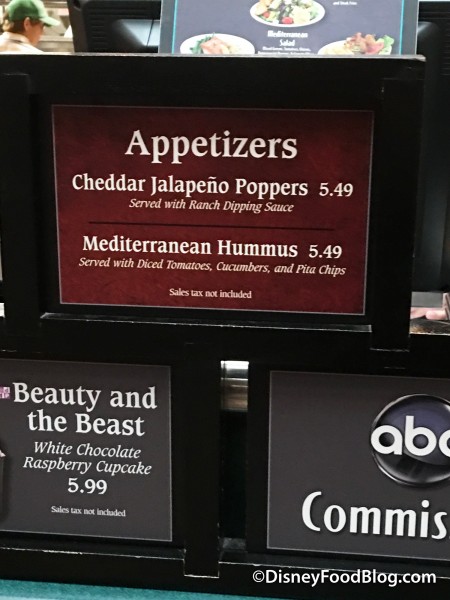 Mediterranean
Salad
Appetizers
Cheddar Jalapeño Poppers 5.49
Served with Ranch Dipping Sauce
Mediterranean Hummus 5.49
Served with Diced Tomatoes, Cucumbers, and Pita Chips
Sales tax not included
Beauty and
the Beast
White Chocolate
Raspberry Cupcake
5.99
Sales tax not included
abc
Commis
©DisneyFoodBlog.com